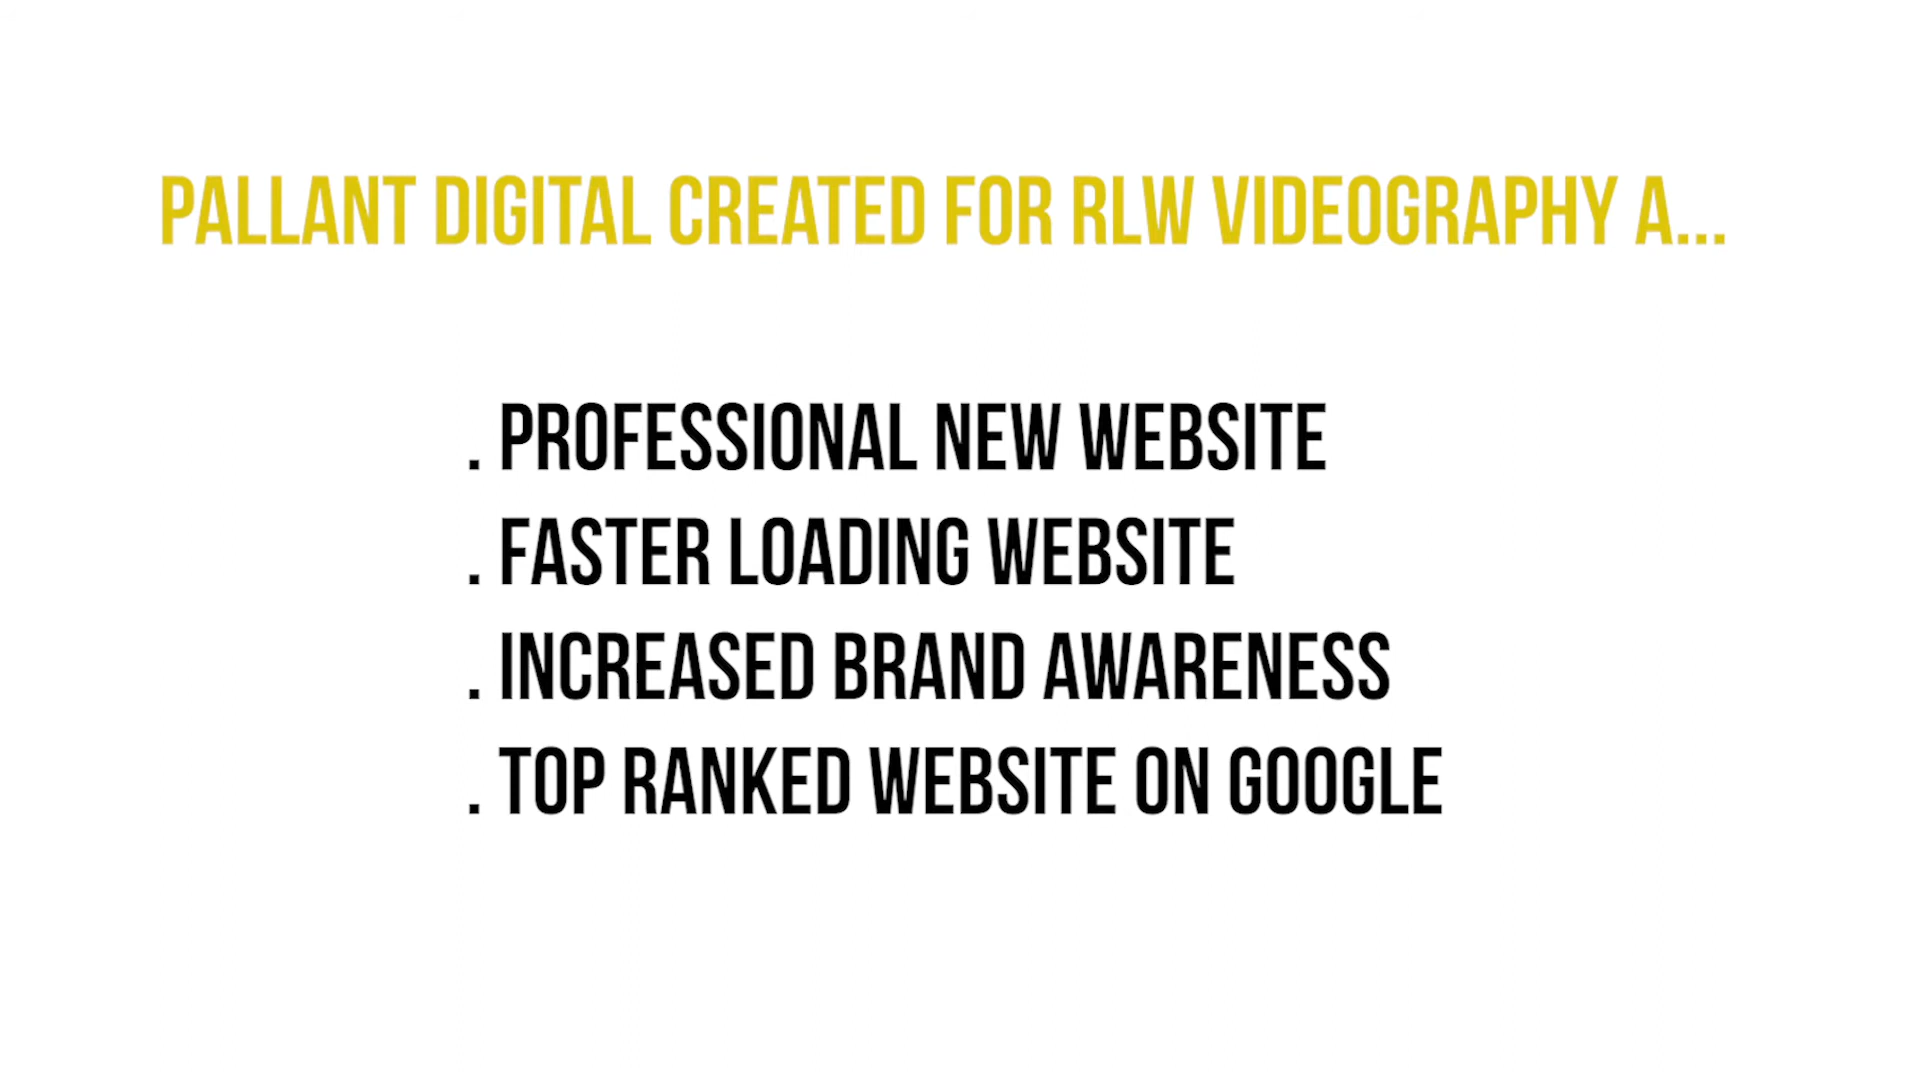 PALLANT DIGITAL CREATED FOR RLW VIDEOGRAPHY A...
. PROFESSIONAL NEW WEBSITE
. FASTER LOADING WEBSITE
. INCREASED BRAND AWARENESS
. TOP RANKED WEBSITE ON GOOGLE